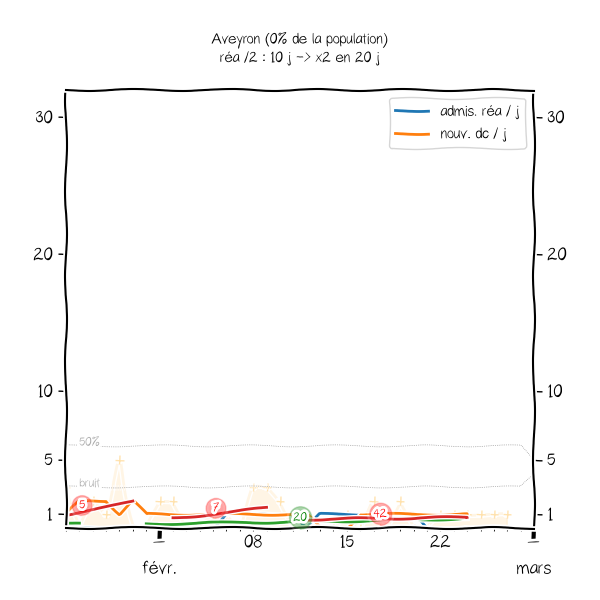 Aveyron (0% de la population)
réa /2 : 10 j -> x2 en 20 j
admis. réa / j
nouv. dc / j
30
30
20
20
10
10
50%
5
5
bruit
5
7
20
42
1
1
08
15
22
févr.
mars